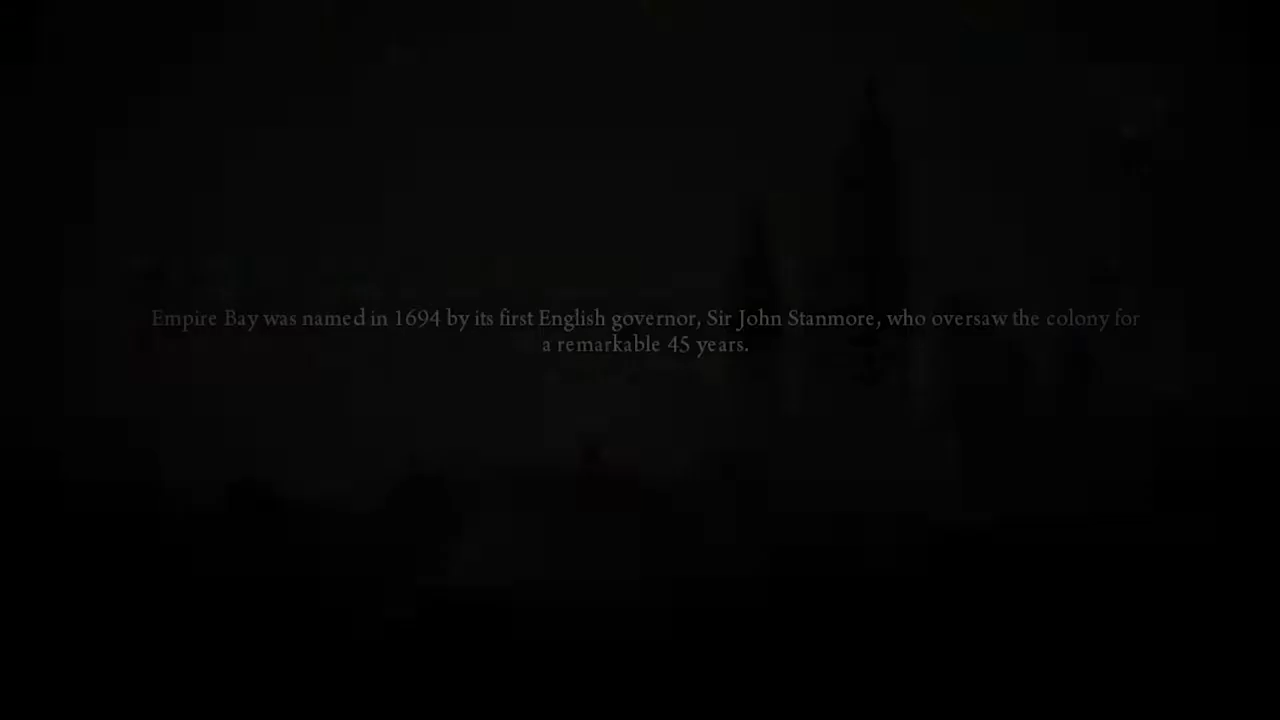 Empire Bay was named in 1694 by its first English governor, Sir John Stanmore, who oversaw the colony for
a remarkable 45 years.